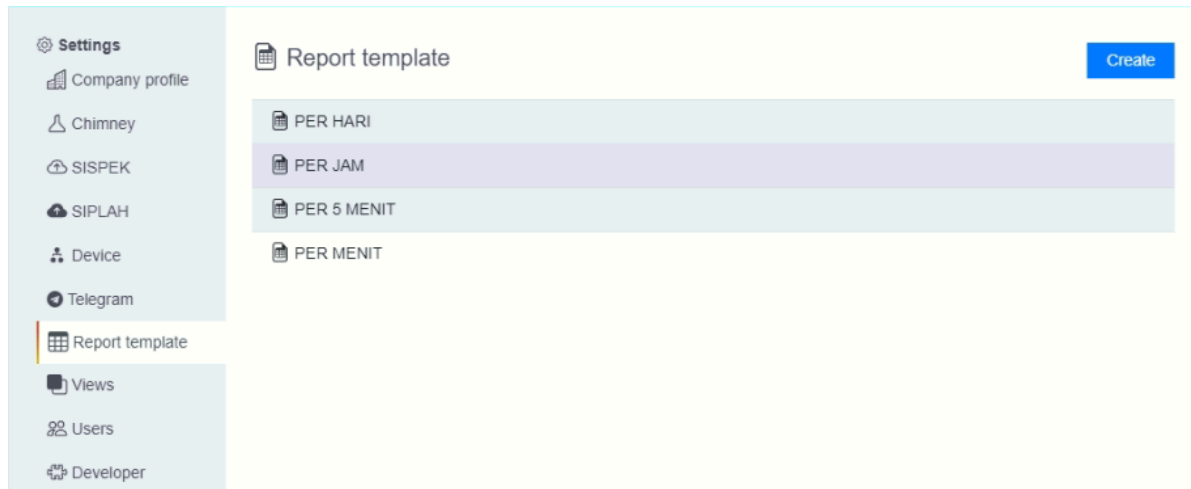 Settings
Company profile
Chimney
SISPEK
SIPLAH
Device
Telegram
Report template
Views
Users
Developer
Report template
Create
PER HARI
PER JAM
PER 5 MENIT
PER MENIT